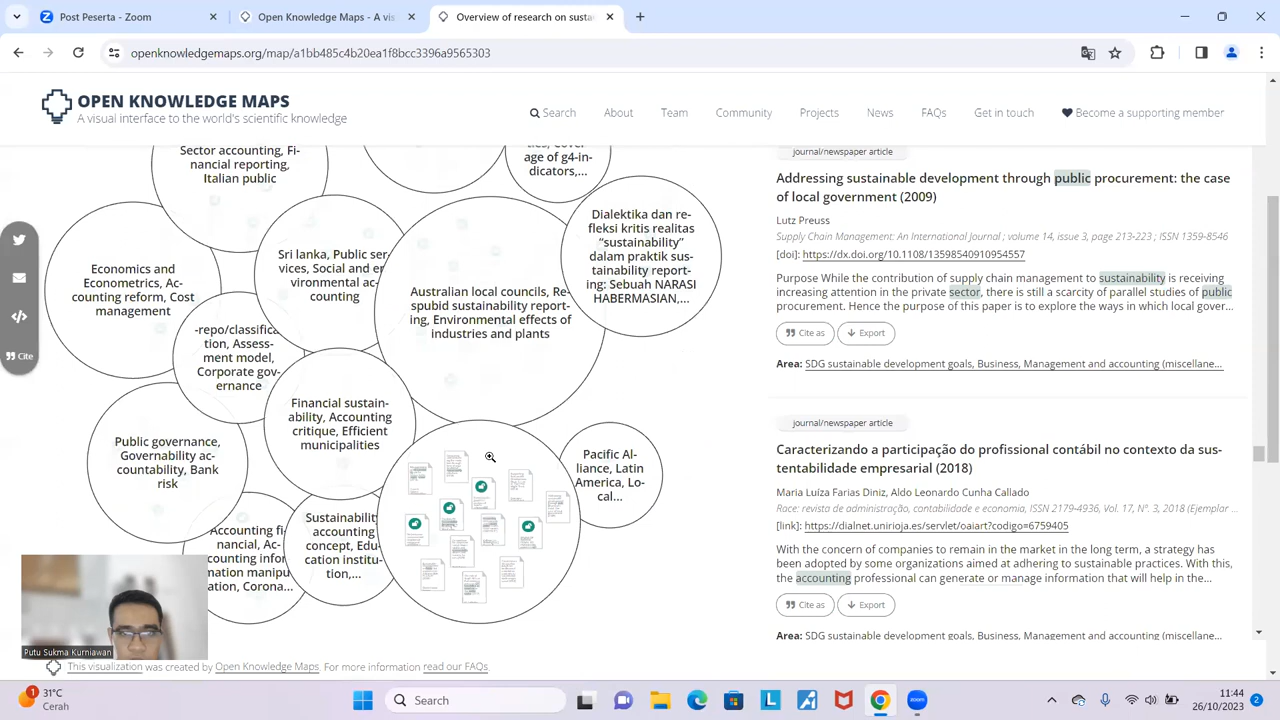 Post Peserta - Zoom
Open Knowledge Maps - A vis
Overview of research on susta
openknowledgemaps.org/map/a1bb485c4b20ea1f8bcc3396a9565303
OPEN KNOWLEDGE MAPS
A visual interface to the world's scientific knowledge
Search
About
Team
Community
Projects
News
FAQs
Get in touch
Become a supporting member
Sector accounting, Fi-
nancial reporting,
Italian public
age of g4-in-
dicators,...
Dialektika dan re-
fleksi kritis realitas
"sustainability"
dalam praktik sus-
tainability report-
ing: Sebuah NARASI
HABERMASIAN,...
Sri lanka, Public ser-
vices, Social and en
vironmental ac-
counting
Economics and
Econometrics, Ac-
counting reform, Cost
management
Australian local councils, Re-
spubid sustainability report-
ing, Environmental effects of
industries and plants
-repo/classifica
tion, Assess-
ment model,
Corporate gov-
ernance
Financial sustain-
ability, Accounting
critique, Efficient
municipalities
Public governance,
Governability ac-
countability, Bank
risk
Pacific Al-
liance, Latin
America, Lo-
cal...
Accounting fi-
nancial, Ac-
counting infor
mation manipu
tion, Corona...
Sustainability
accounting
concept, Edu
cation institu-
tion,...
journal/newspaper article
Addressing sustainable development through public procurement: the case
of local government (2009)
Lutz Preuss
Supply Chain Management: An International Journal ; volume 14, issue 3, page 213-223 ; ISSN 1359-8546
[doi]: https://dx.doi.org/10.1108/13598540910954557
Purpose While the contribution of supply chain management to sustainability is receiving
increasing attention in the private sector, there is still a scarcity of parallel studies of public
procurement. Hence the purpose of this paper is to explore the ways in which local gover...
Cite as
Export
Area: SDG sustainable development goals, Business, Management and accounting (miscellane...
journal/newspaper article
Caracterizando a participação do profissional contábil no contexto da sus-
tentabilidade empresarial (2018)
Maria Luíza Farias Diniz, Aldo Leonardo Cunha Callado
Race: revista de administração, contabilidade e economia, ISSN 2179-4936, Vol. 17, Nº. 3, 2018 (Ejemplar ...
[link]: https://dialnet.unirioja.es/servlet/oaiart?codigo=6759405
With the concern of companies to remain in the market in the long term, a strategy has
been adopted by some organizations aimed at adhering to sustainable practices. With this,
the accounting professional can generate or manage information that will help in the...
Cite as
Export
Area: SDG sustainable development goals, Business, Management and accounting (miscellane...
Cite
Putu Sukma Kurniawan
This visualization was created by Open Knowledge Maps. For more information read our FAQs.
1
31°C
Cerah
Search
11:44
26/10/2023
2